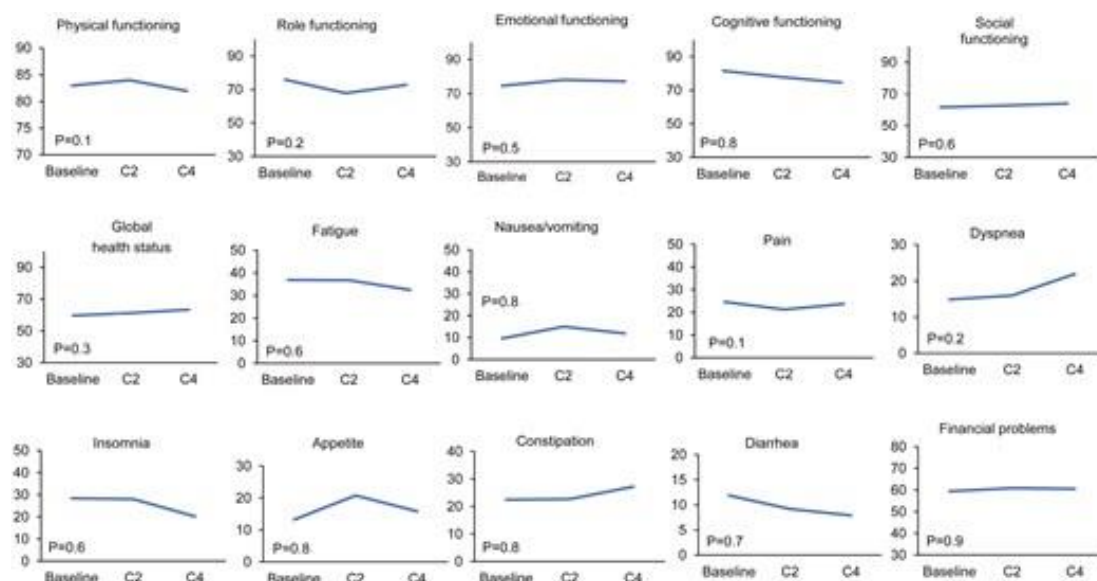 Physical functioning
90
85
80
75
70
P=0.1
Baseline C2 C4
Role functioning
90
70
50
30
P=0.2
Baseline C2 C4
Emotional functioning
90
70
50
30
P=0.5
Baseline C2 C4
Cognitive functioning
90
70
50
30
P=0.8
Baseline C2 C4
Social
functioning
90
70
50
30
P=0.6
Baseline C2 C4
Global
health status
90
70
50
30
P=0.3
Baseline C2 C4
Fatigue
50
40
30
20
10
0
P=0.6
Baseline C2 C4
Nausea/vomiting
50
40
30
20
10
0
P=0.8
Baseline C2 C4
Pain
50
40
30
20
10
0
P=0.1
Baseline C2 C4
Dyspnea
30
20
10
0
P=0.2
Baseline C2 C4
Insomnia
50
40
30
20
10
0
P=0.6
Baseline C2 C4
Appetite
30
20
10
0
P=0.8
Baseline C2 C4
Constipation
40
30
20
10
0
P=0.8
Baseline C2 C4
Diarrhea
20
15
10
5
0
P=0.7
Baseline C2 C4
Financial problems
80
70
60
50
40
30
P=0.9
Baseline C2 C4